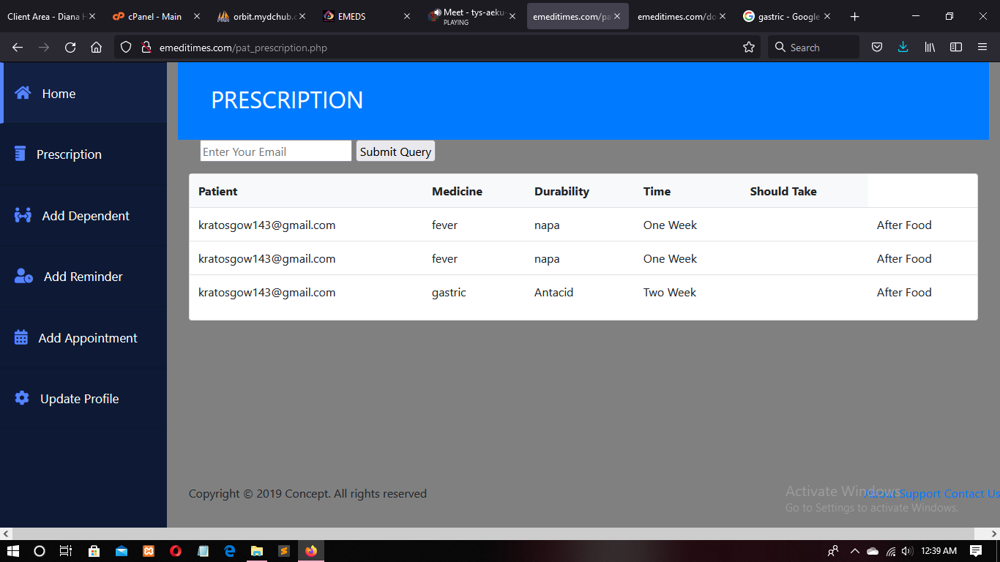 Client Area - Diana H
cPanel - Main
orbit.mydchub.c
EMEDS
Meet - tys-aeku-
PLAYING
emeditimes.com/pa
emeditimes.com/do
gastric - Google
emeditimes.com/pat_prescription.php
Search
Home
Prescription
Add Dependent
Add Reminder
Add Appointment
Update Profile
PRESCRIPTION
Enter Your Email Submit Query
Patient Medicine Durability Time Should Take
kratosgow143@gmail.com fever napa One Week After Food
kratosgow143@gmail.com fever napa One Week After Food
kratosgow143@gmail.com gastric Antacid Two Week After Food
Copyright © 2019 Concept. All rights reserved
About Support Contact Us
Activate Windows
Go to Settings to activate Windows.
12:39 AM